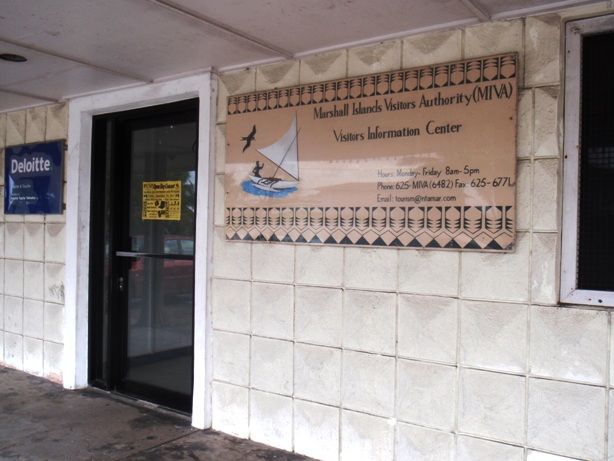 Deloitte
Marshall Islands Visitors Authority (MIVA)
Visitors Information Center
Hours: Monday- Friday 8am-5pm
Phone: 625-MIVA (6482) Fax: 625-6771
Email: tourism@ntamar.com